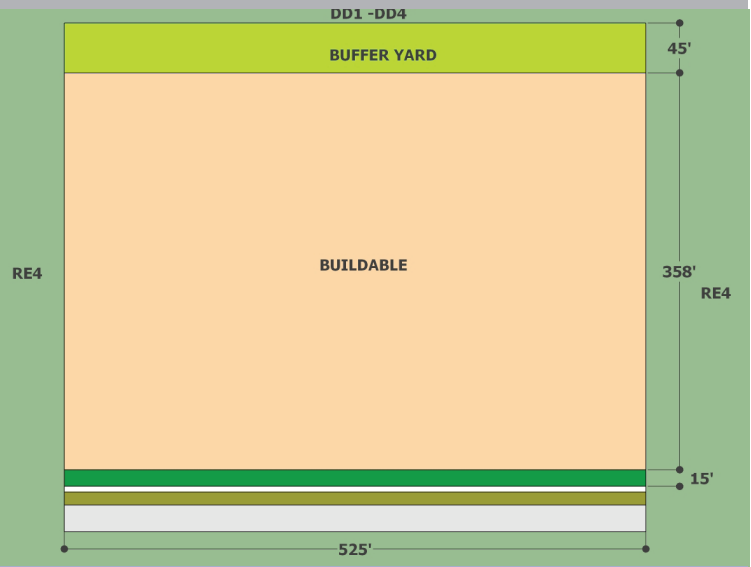 DD1 -DD4
BUFFER YARD
45'
BUILDABLE
RE4
358'
RE4
15'
525'